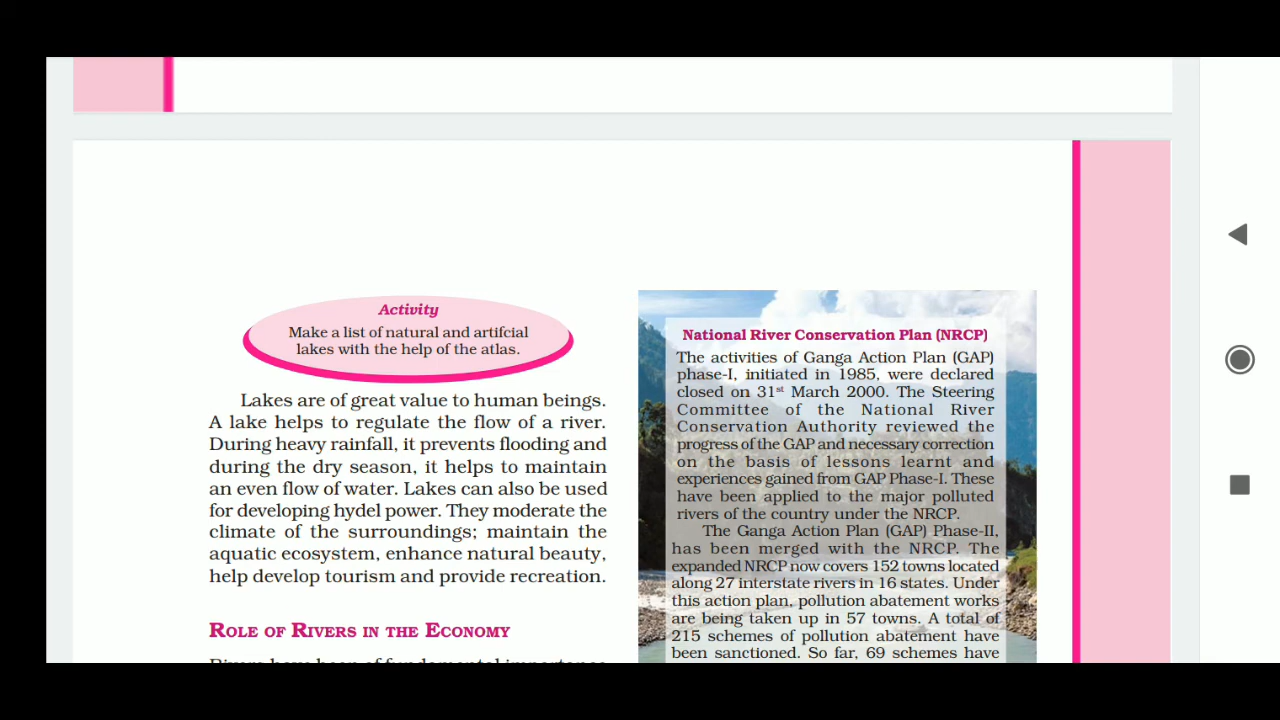 Activity
Make a list of natural and artifcial
lakes with the help of the atlas.
Lakes are of great value to human beings.
A lake helps to regulate the flow of a river.
During heavy rainfall, it prevents flooding and
during the dry season, it helps to maintain
an even flow of water. Lakes can also be used
for developing hydel power. They moderate the
climate of the surroundings; maintain the
aquatic ecosystem, enhance natural beauty,
help develop tourism and provide recreation.
ROLE OF RIVERS IN THE ECONOMY
Rivers have been of fundamental importance
National River Conservation Plan (NRCP)
The activities of Ganga Action Plan (GAP)
phase-I, initiated in 1985, were declared
closed on 31st March 2000. The Steering
Committee of the National River
Conservation Authority reviewed the
progress of the GAP and necessary correction
on the basis of lessons learnt and
experiences gained from GAP Phase-I. These
have been applied to the major polluted
rivers of the country under the NRCP.
The Ganga Action Plan (GAP) Phase-II,
has been merged with the NRCP. The
expanded NRCP now covers 152 towns located
along 27 interstate rivers in 16 states. Under
this action plan, pollution abatement works
are being taken up in 57 towns. A total of
215 schemes of pollution abatement have
been sanctioned. So far, 69 schemes have